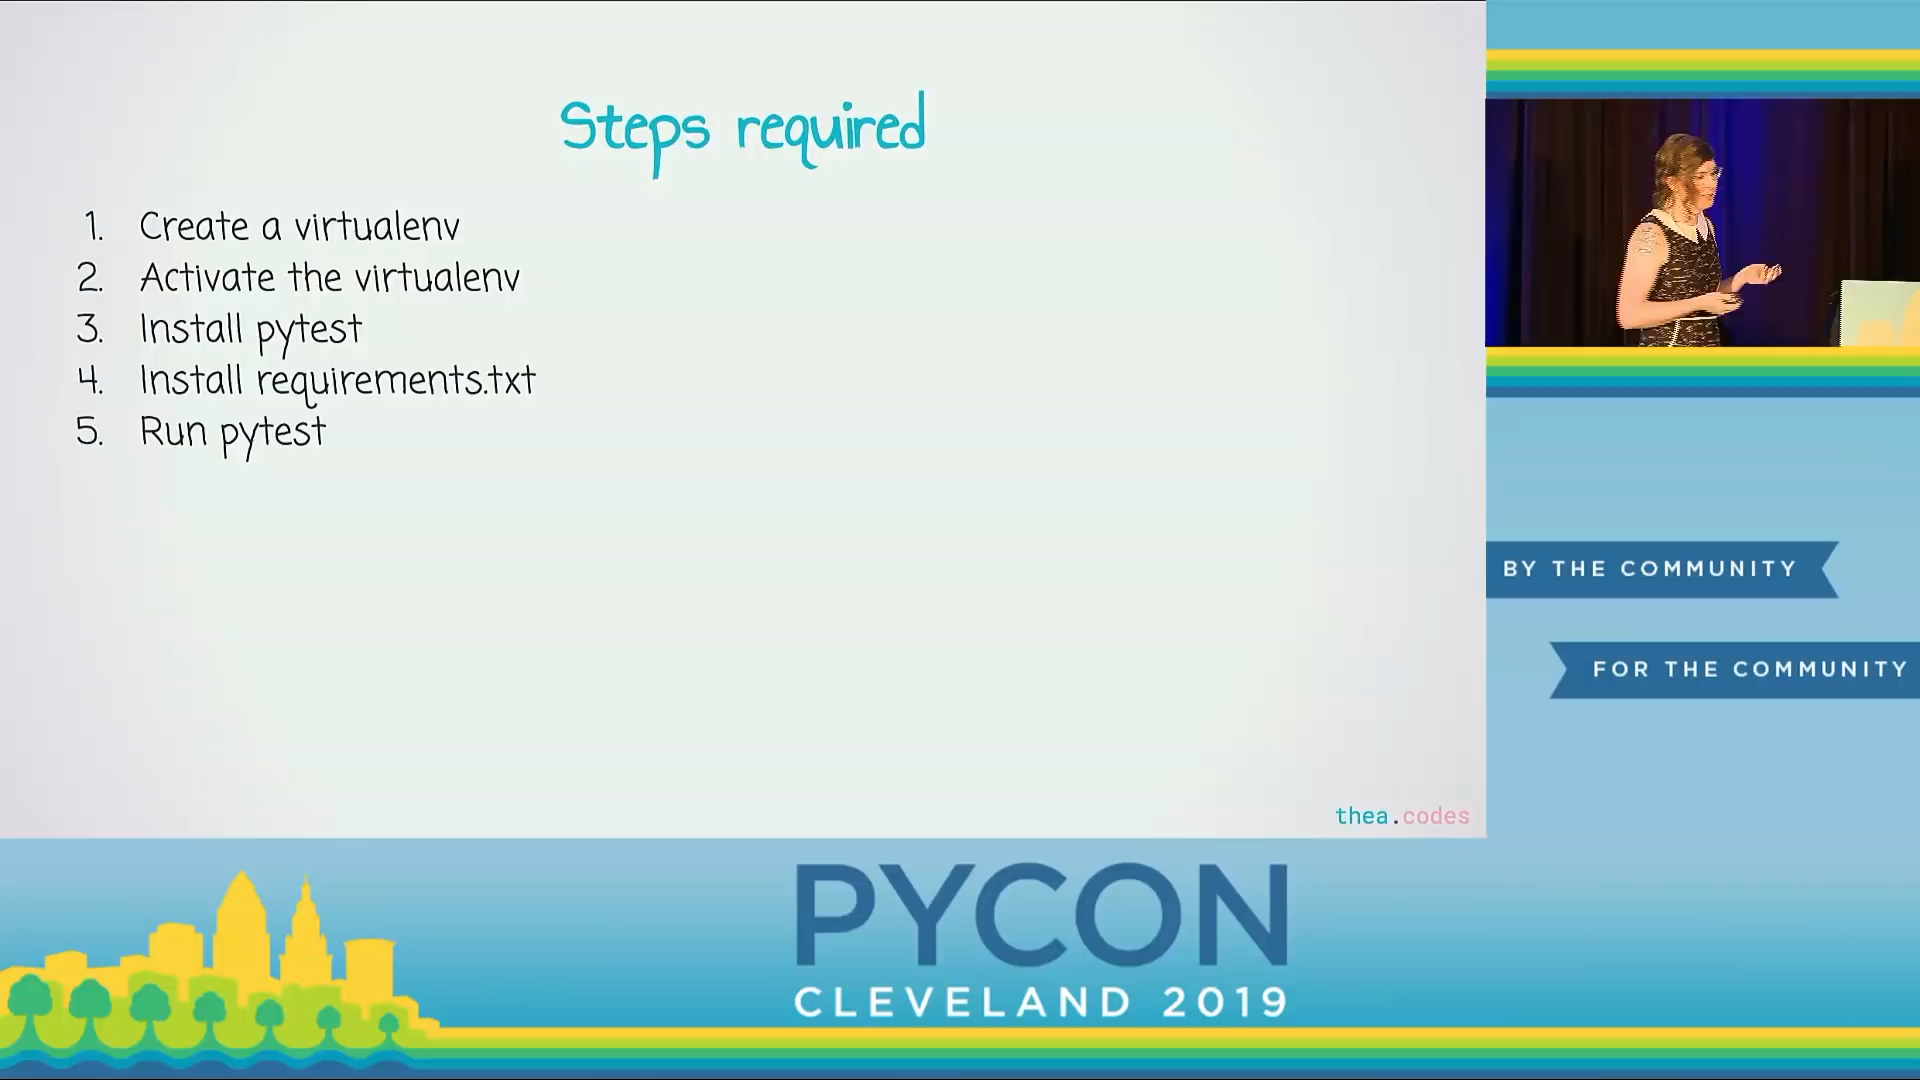 Steps required
1. Create a virtualenv
2. Activate the virtualenv
3. Install pytest
4. Install requirements.txt
5. Run pytest
thea.codes
BY THE COMMUNITY
FOR THE COMMUNITY
PYCON
CLEVELAND 2019